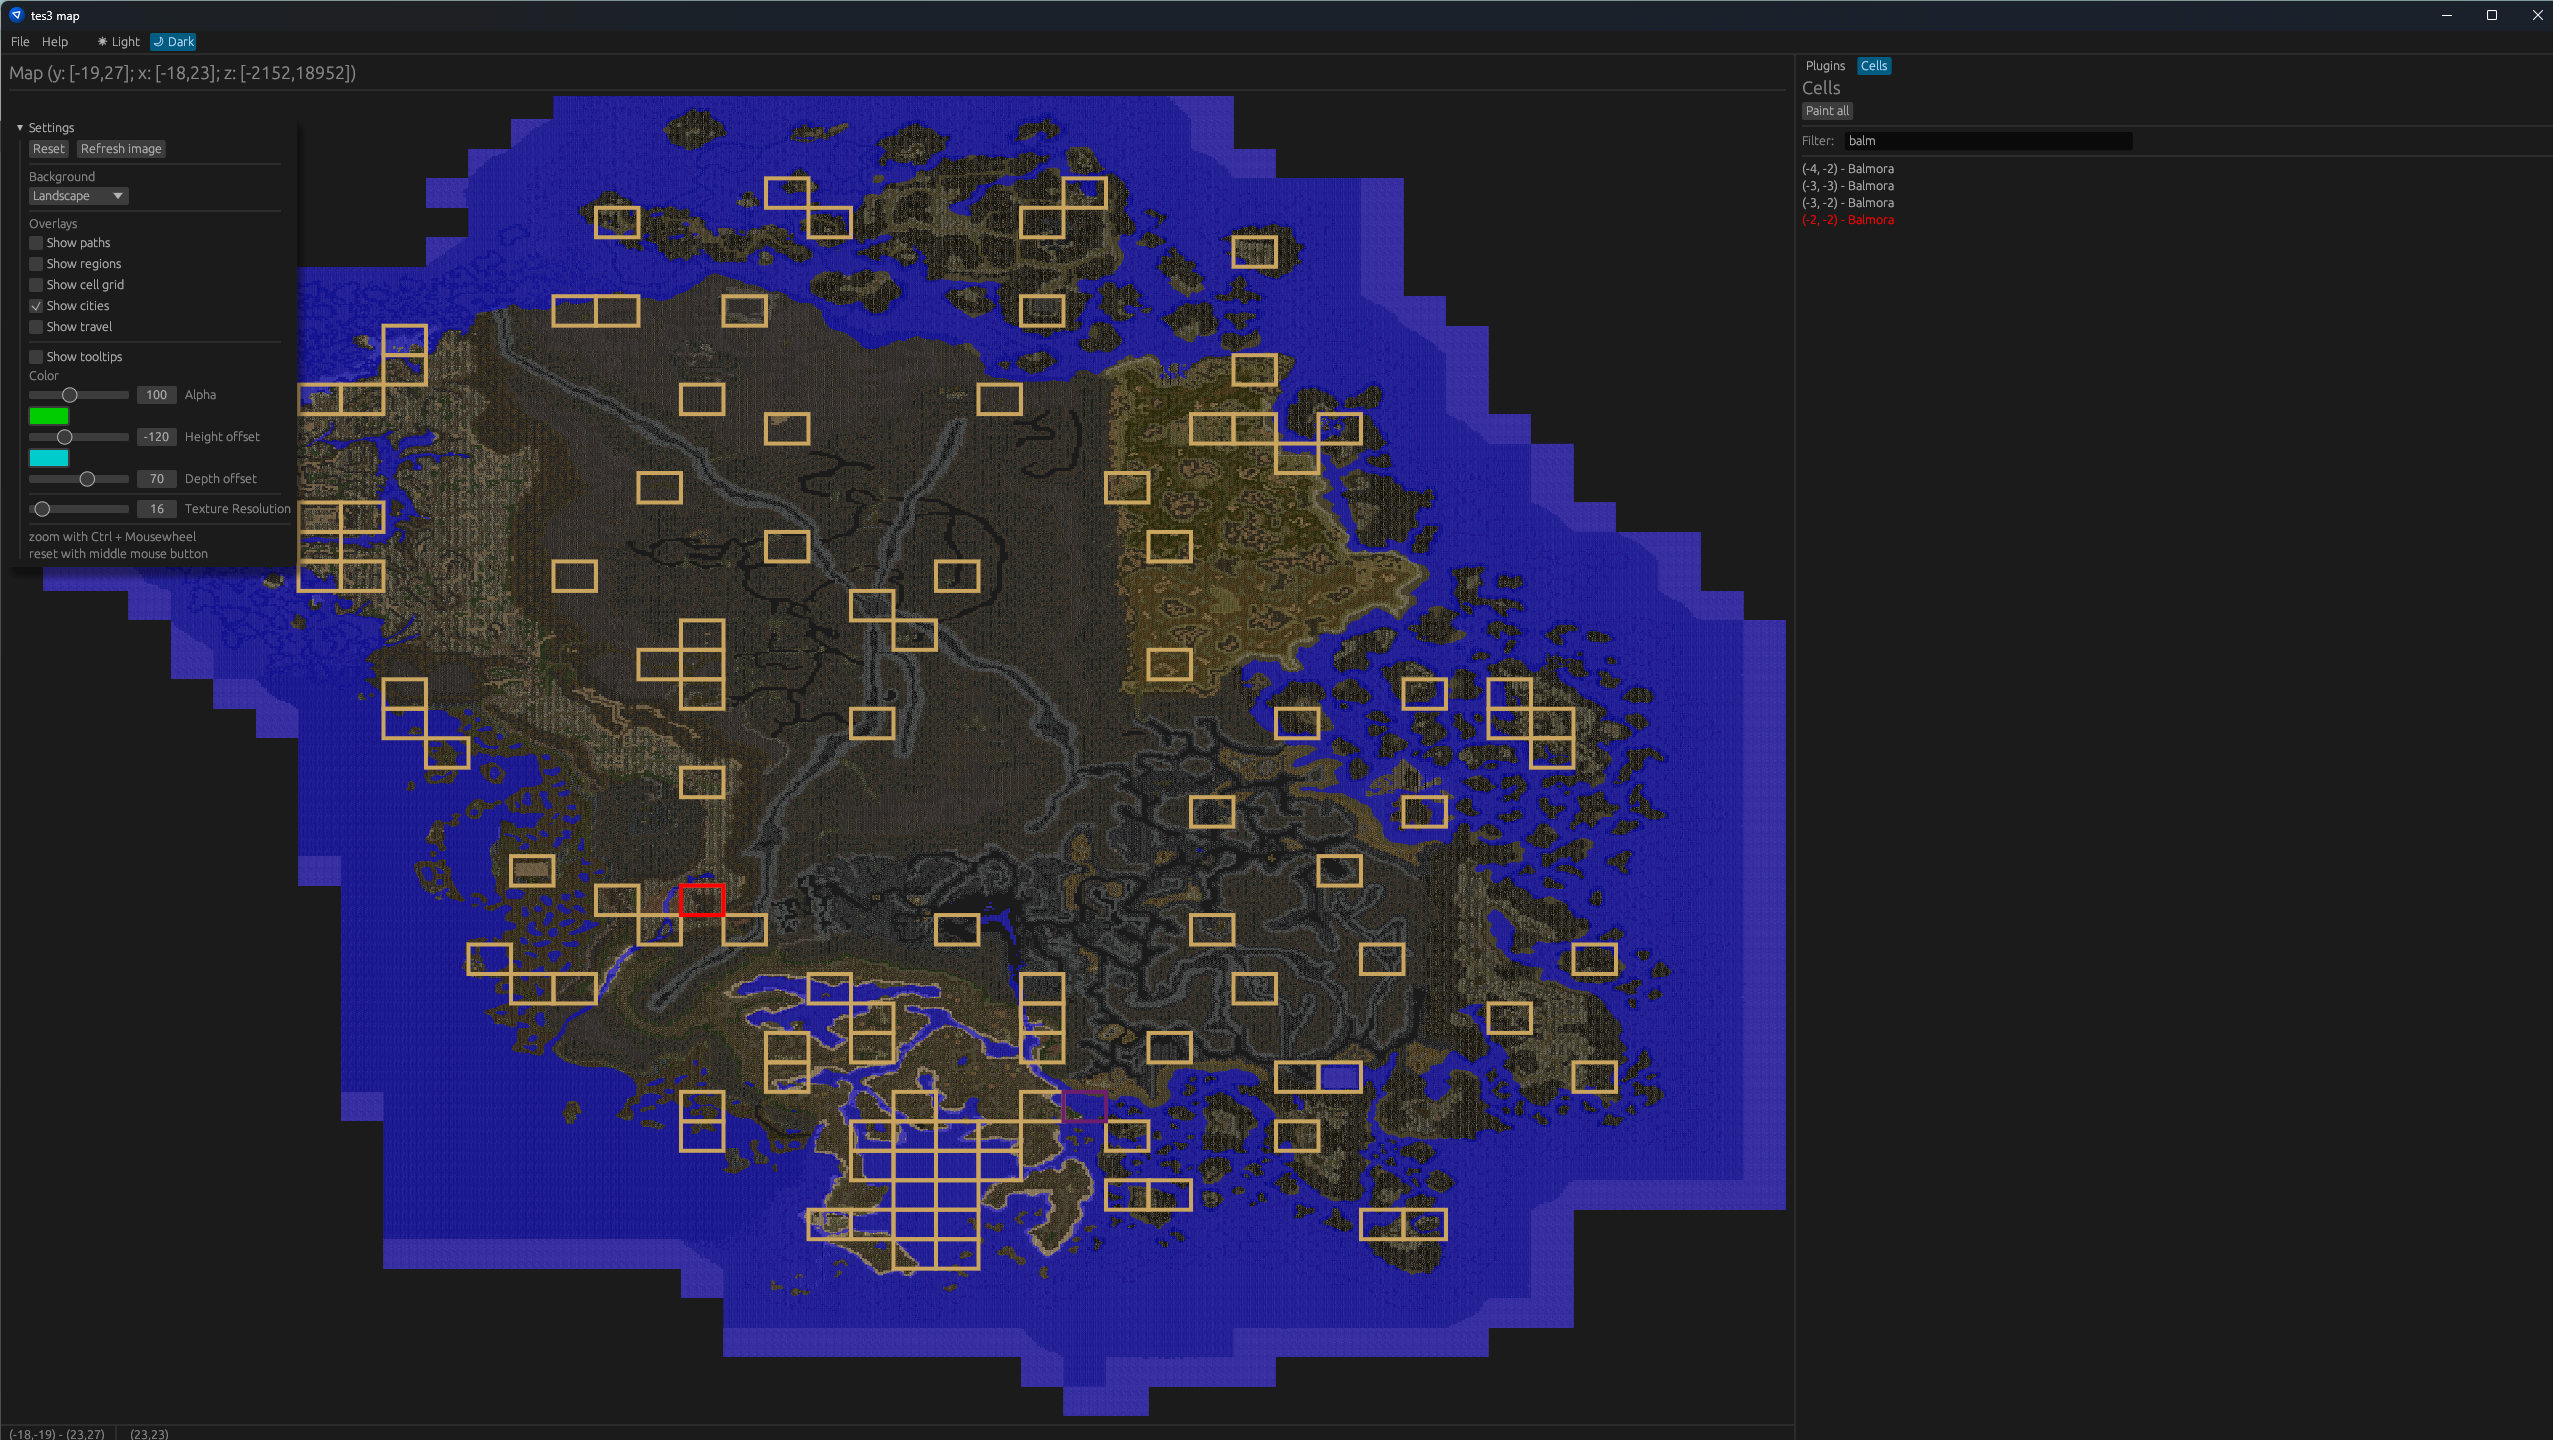 tes3 map
File Help Light Dark
Map (y: [-19,27]; x: [-18,23]; z: [-2152,18952])
Settings
Reset Refresh image
Background
Landscape
Overlays
Show paths
Show regions
Show cell grid
Show cities
Show travel
Show tooltips
Color
100 Alpha
-120 Height offset
70 Depth offset
16 Texture Resolution
zoom with Ctrl + Mousewheel
reset with middle mouse button
Plugins Cells
Cells
Paint all
Filter: balm
(-4, -2) - Balmora
(-3, -3) - Balmora
(-3, -2) - Balmora
(-2, -2) - Balmora
(-18,-19) - (23,27) (23,23)